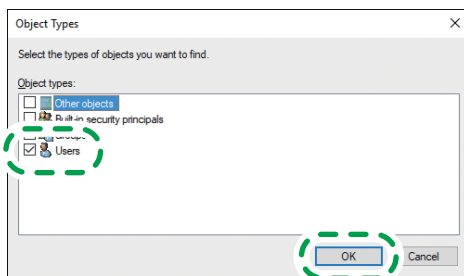 Object Types
Select the types of objects you want to find.
Object types:
Other objects
Built-in security principals
Groups
Users
OK
Cancel